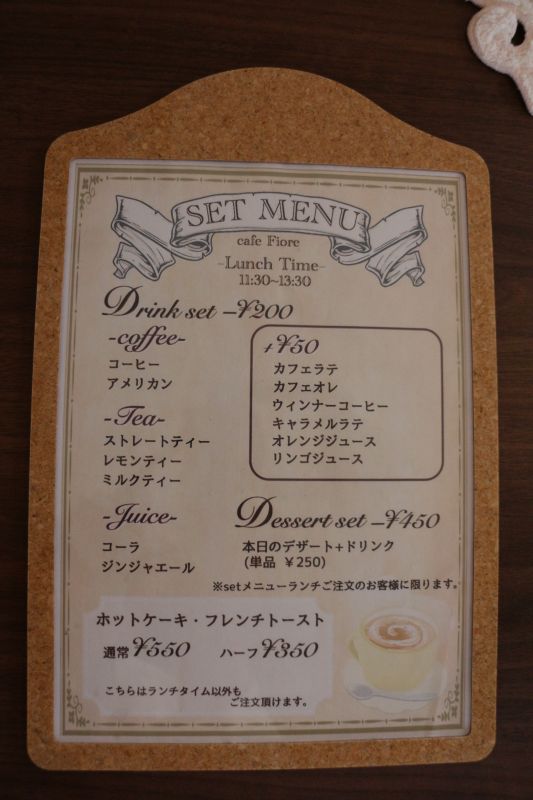 SET MENU
cafe Fiore
-Lunch Time-
11:30~13:30
Drink set -¥200
-coffee-
コーヒー
アメリカン
-Tea-
ストレートティー
レモンティー
ミルクティー
-Juice-
コーラ
ジンジャエール
+¥50
カフェラテ
カフェオレ
ウィンナーコーヒー
キャラメルラテ
オレンジジュース
リンゴジュース
Dessert set -¥450
本日のデザート+ドリンク
(単品 ¥250)
※setメニューランチご注文のお客様に限ります。
ホットケーキ・フレンチトースト
通常 ¥550 ハーフ ¥350
こちらはランチタイム以外も
ご注文頂けます。